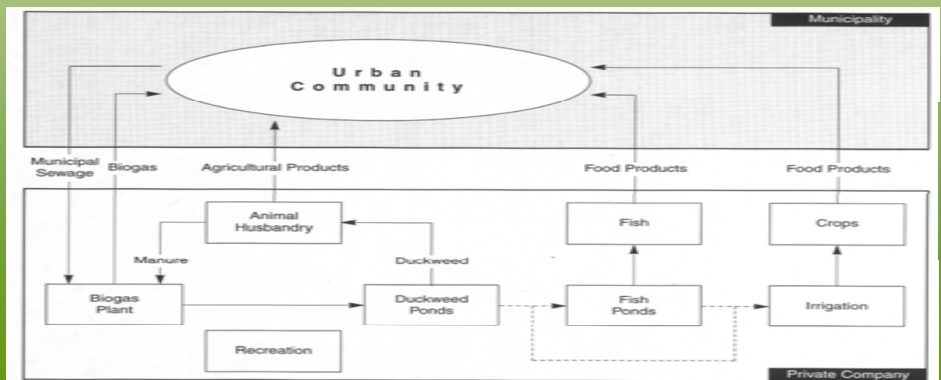 Municipality
Urban
Community
Municipal
Sewage
Biogas
Agricultural Products
Food Products
Food Products
Animal
Husbandry
Fish
Crops
Manure
Duckweed
Biogas
Plant
Duckweed
Ponds
Fish
Ponds
Irrigation
Recreation
Private Company